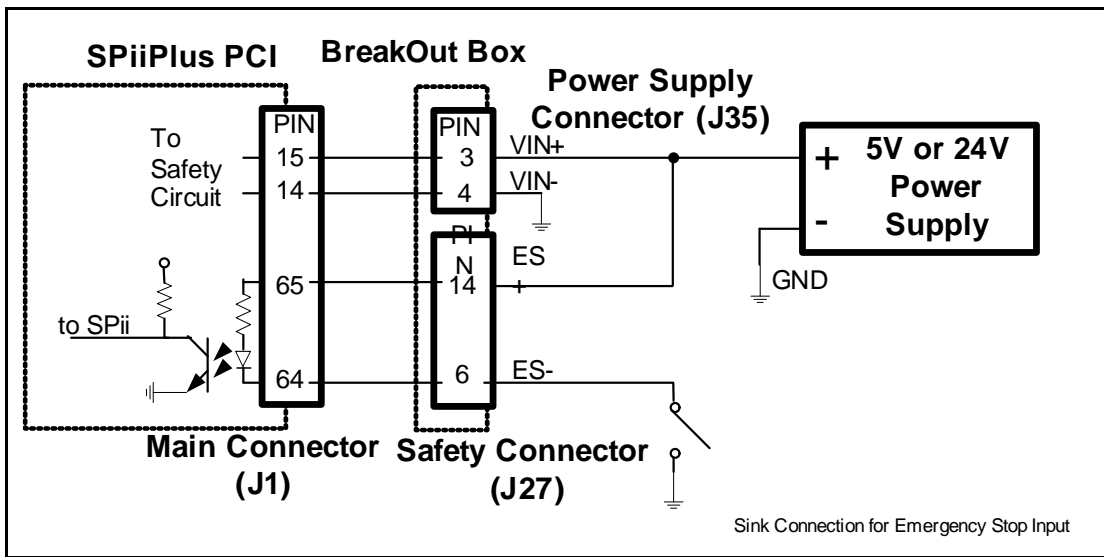 SPiiPlus PCI
BreakOut Box
Power Supply
Connector (J35)
To
Safety
Circuit
PIN
15
14
65
64
PIN
3
4
VIN+
VIN-
PI
N
14
6
ES
+
ES-
5V or 24V
Power
Supply
+
-
GND
to SPii
Main Connector
(J1)
Safety Connector
(J27)
Sink Connection for Emergency Stop Input